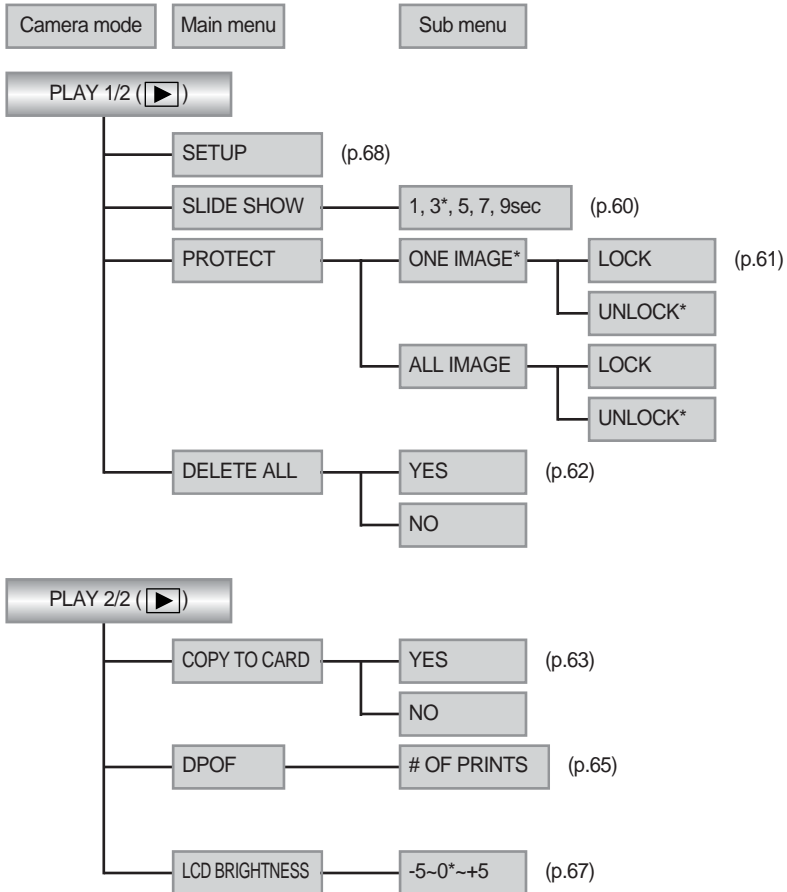 Camera mode Main menu Sub menu
PLAY 1/2 ( )
SETUP (p.68)
SLIDE SHOW 1, 3*, 5, 7, 9sec (p.60)
PROTECT ONE IMAGE* LOCK (p.61)
UNLOCK*
ALL IMAGE LOCK
UNLOCK*
DELETE ALL YES (p.62)
NO
PLAY 2/2 ( )
COPY TO CARD YES (p.63)
NO
DPOF # OF PRINTS (p.65)
LCD BRIGHTNESS -5~0*~+5 (p.67)